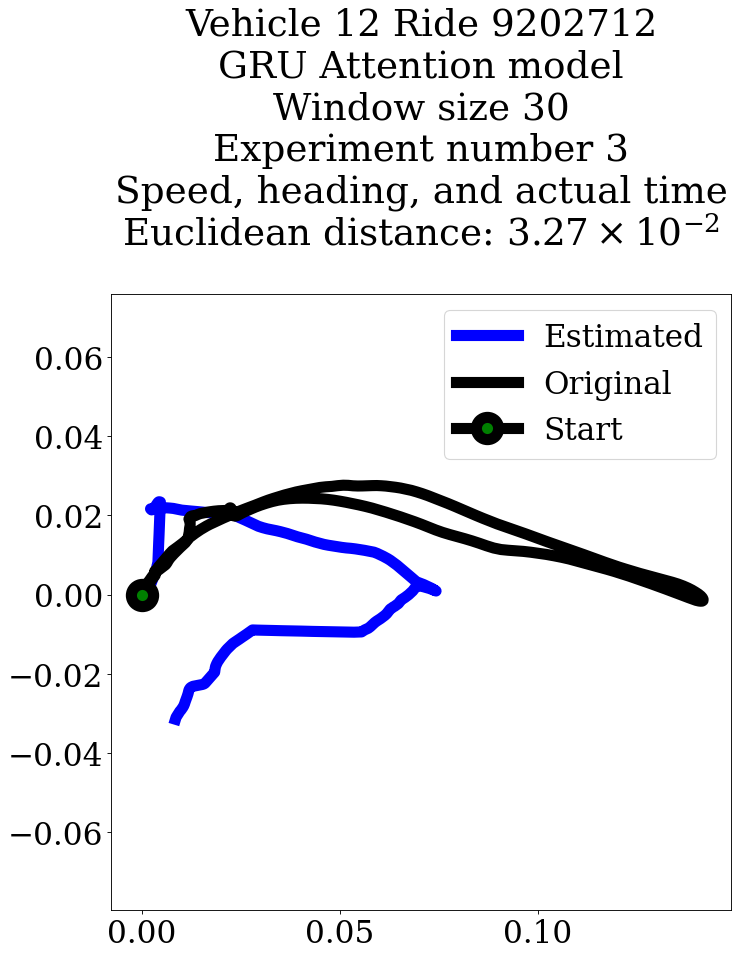 Vehicle 12 Ride 9202712
GRU Attention model
Window size 30
Experiment number 3
Speed, heading, and actual time
Euclidean distance: 3.27 × 10⁻²
Estimated
Original
Start
0.06
0.04
0.02
0.00
−0.02
−0.04
−0.06
0.00 0.05 0.10